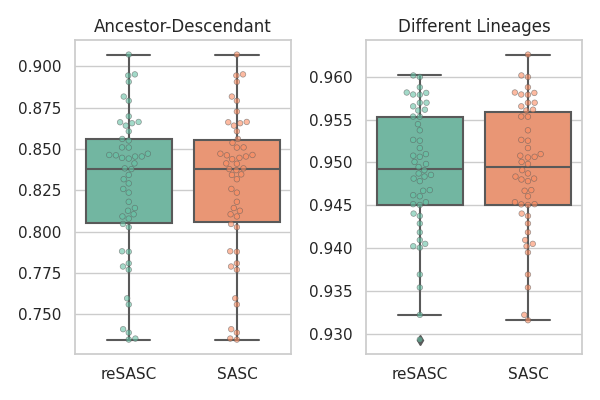 Ancestor-Descendant
0.900
0.875
0.850
0.825
0.800
0.775
0.750
reSASC
SASC
Different Lineages
0.960
0.955
0.950
0.945
0.940
0.935
0.930
reSASC
SASC